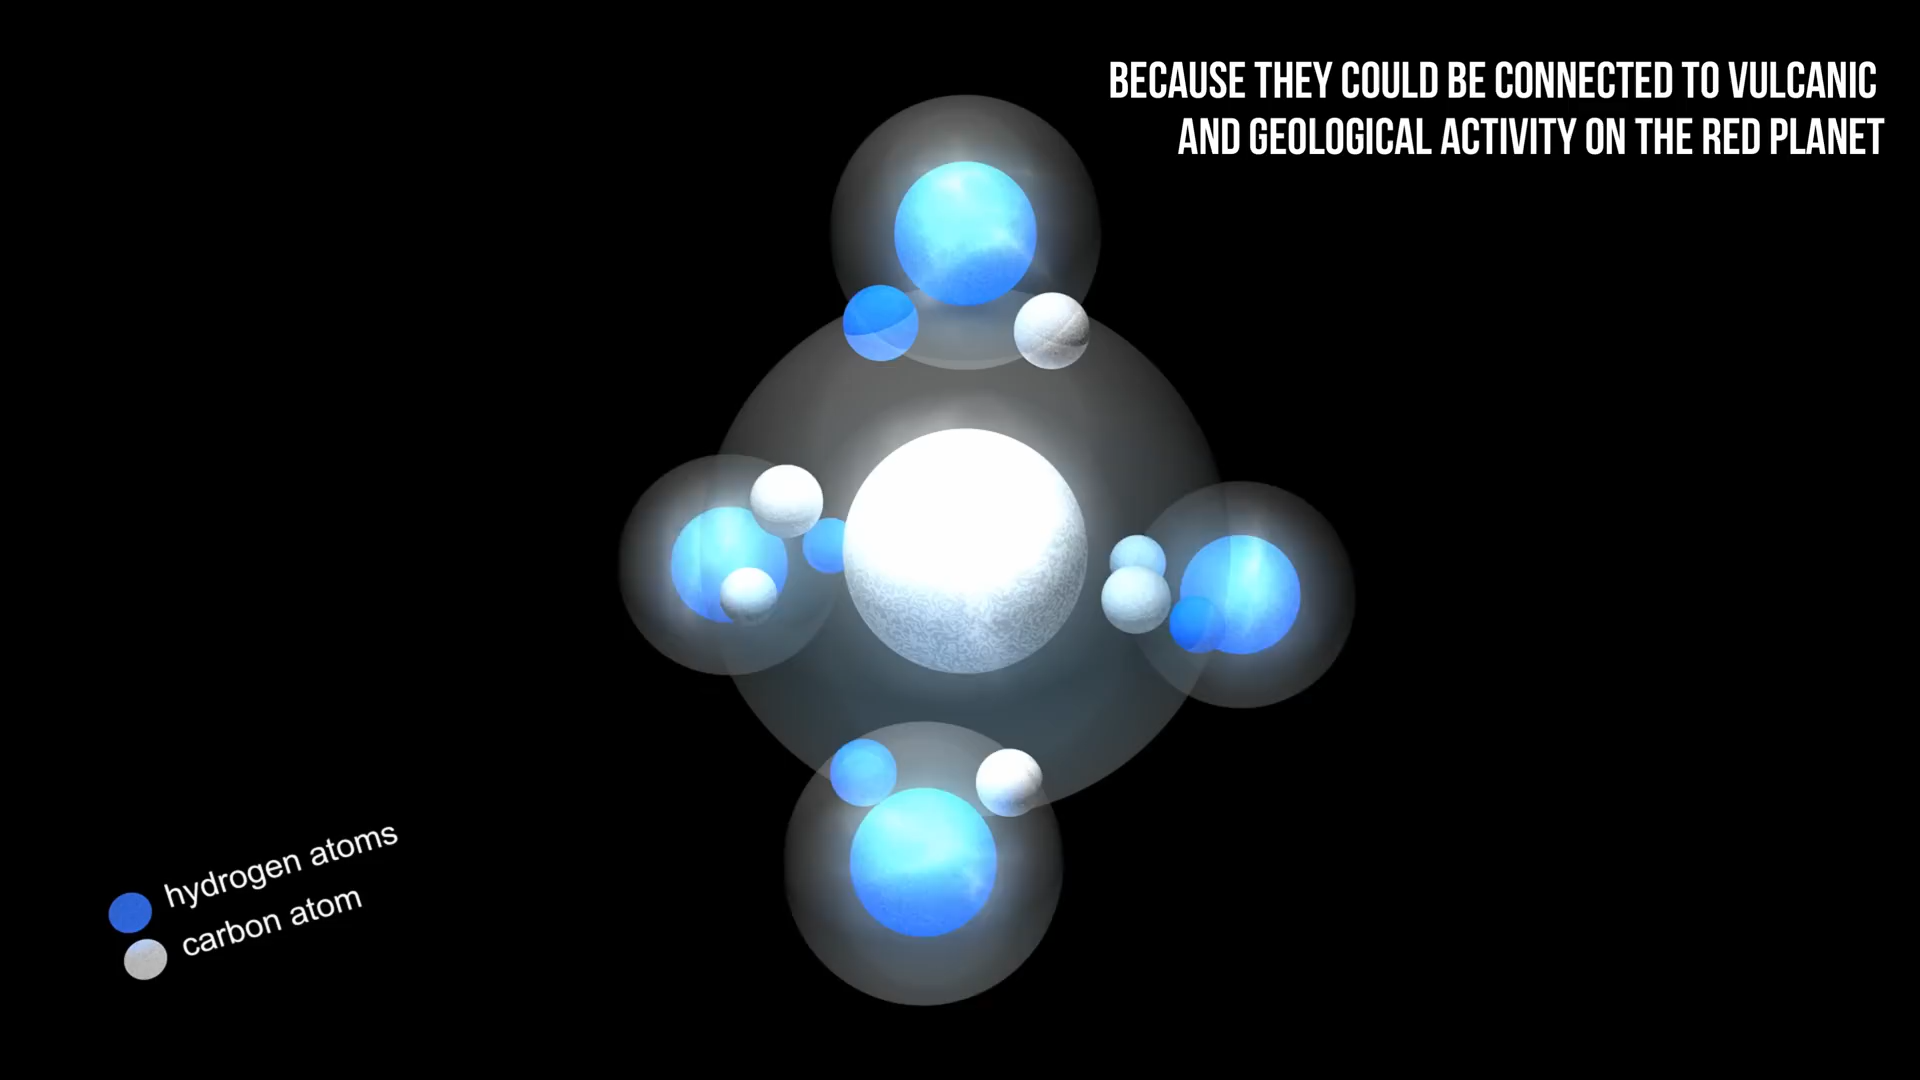 BECAUSE THEY COULD BE CONNECTED TO VULCANIC
AND GEOLOGICAL ACTIVITY ON THE RED PLANET
hydrogen atoms
carbon atom